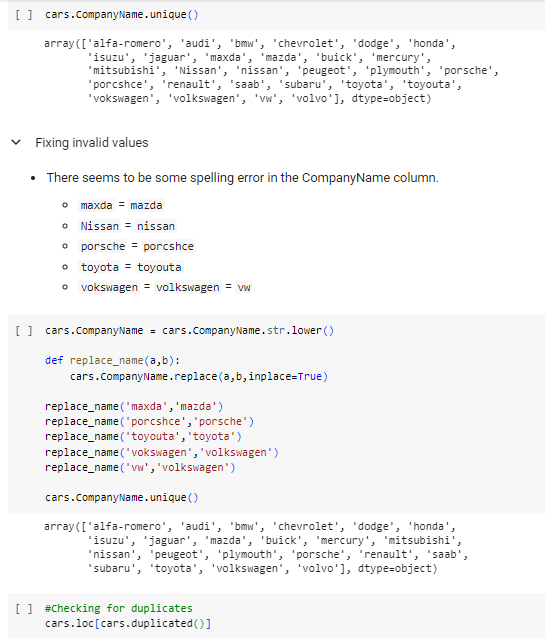 [ ] cars.CompanyName.unique()
array(['alfa-romero', 'audi', 'bmw', 'chevrolet', 'dodge', 'honda',
'isuzu', 'jaguar', 'maxda', 'mazda', 'buick', 'mercury',
'mitsubishi', 'Nissan', 'nissan', 'peugeot', 'plymouth', 'porsche',
'porcshce', 'renault', 'saab', 'subaru', 'toyota', 'toyouta',
'vokswagen', 'volkswagen', 'vw', 'volvo'], dtype=object)
Fixing invalid values
• There seems to be some spelling error in the CompanyName column.
maxda = mazda
Nissan = nissan
porsche = porcshce
toyota = toyouta
vokswagen = volkswagen = vw
[ ] cars.CompanyName = cars.CompanyName.str.lower()
def replace_name(a,b):
cars.CompanyName.replace(a,b,inplace=True)
replace_name('maxda','mazda')
replace_name('porcshce','porsche')
replace_name('toyouta','toyota')
replace_name('vokswagen','volkswagen')
replace_name('vw','volkswagen')
cars.CompanyName.unique()
array(['alfa-romero', 'audi', 'bmw', 'chevrolet', 'dodge', 'honda',
'isuzu', 'jaguar', 'mazda', 'buick', 'mercury', 'mitsubishi',
'nissan', 'peugeot', 'plymouth', 'porsche', 'renault', 'saab',
'subaru', 'toyota', 'volkswagen', 'volvo'], dtype=object)
[ ] #Checking for duplicates
cars.loc[cars.duplicated()]